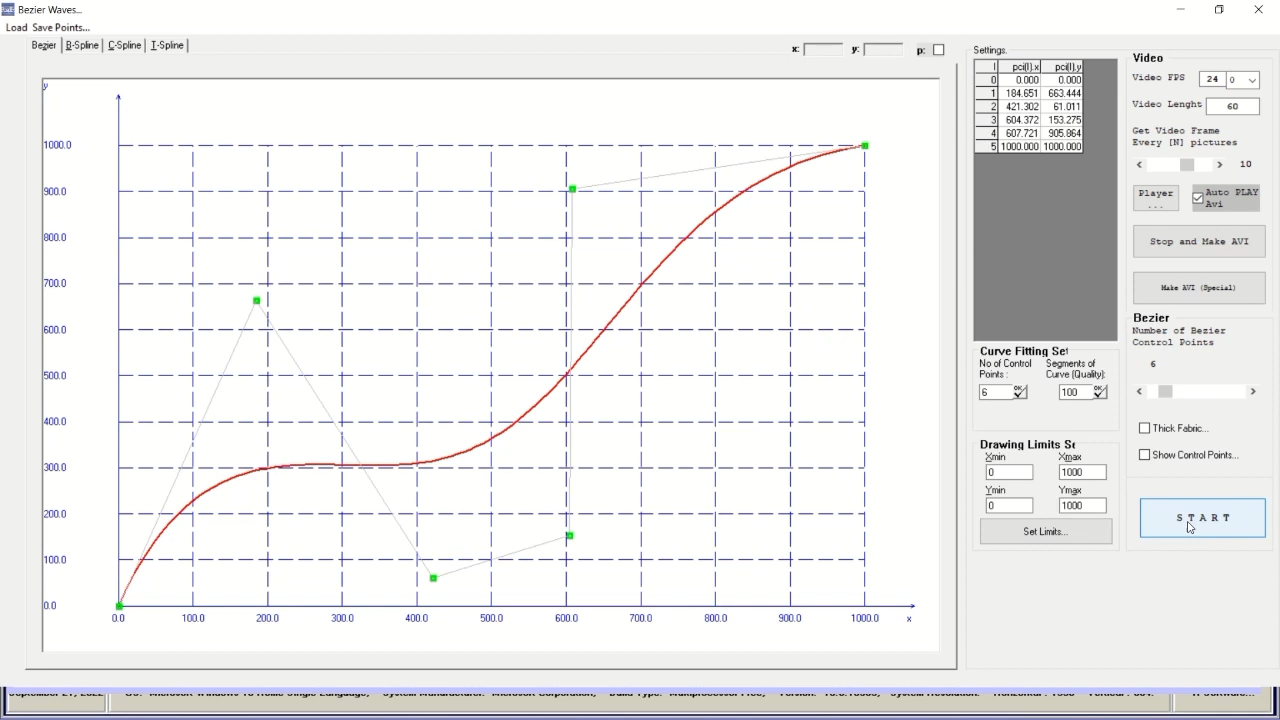 Bezier Waves...
Load Save Points...
Bezier B-Spline C-Spline T-Spline
x: y: p:
y
1000.0
900.0
800.0
700.0
600.0
500.0
400.0
300.0
200.0
100.0
0.0
0.0 100.0 200.0 300.0 400.0 500.0 600.0 700.0 800.0 900.0 1000.0 x
Settings.
I pci(I).x pci(I).y
0 0.000 0.000
1 184.651 663.444
2 421.302 61.011
3 604.372 153.275
4 607.721 905.864
5 1000.000 1000.000
Curve Fitting Set
No of Control Points :
Segments of Curve (Quality):
6 OK 100 OK
Drawing Limits Se
Xmin Xmax
0 1000
Ymin Ymax
0 1000
Set Limits...
Video
Video FPS 24 0
Video Lenght 60
Get Video Frame
Every [N] pictures
< > 10
Player
...
Auto PLAY
Avi
Stop and Make AVI
Make AVI (Special)
Bezier
Number of Bezier
Control Points
6
< >
Thick Fabric...
Show Control Points...
S T A R T